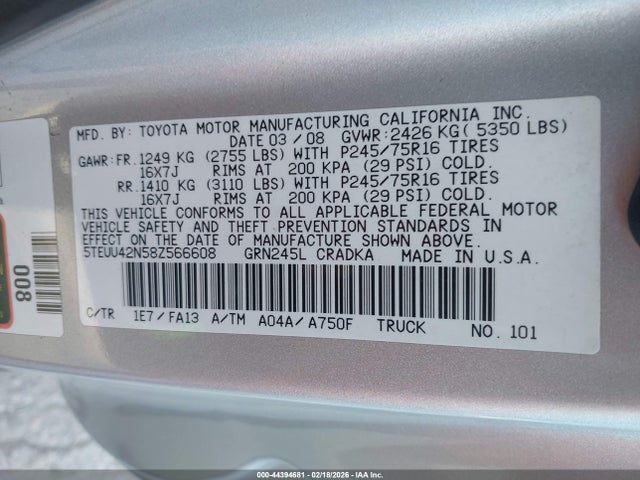 MFD. BY: TOYOTA MOTOR MANUFACTURING CALIFORNIA INC.
DATE 03 / 08 GVWR: 2426 KG( 5350 LBS)
GAWR: FR. 1249 KG (2755 LBS) WITH P245/75R16 TIRES
16X7J RIMS AT 200 KPA (29 PSI) COLD.
RR. 1410 KG (3110 LBS) WITH P245/75R16 TIRES
16X7J RIMS AT 200 KPA (29 PSI) COLD.
THIS VEHICLE CONFORMS TO ALL APPLICABLE FEDERAL MOTOR
VEHICLE SAFETY AND THEFT PREVENTION STANDARDS IN
EFFECT ON THE DATE OF MANUFACTURE SHOWN ABOVE.
5TEUU42N58Z566608 GRN245L CRADKA MADE IN U.S.A.
C/TR 1E7 / FA13 A/TM A04A/ A750F TRUCK NO. 101
008
000-44394681 | 02/18/2026 | IAA Inc.